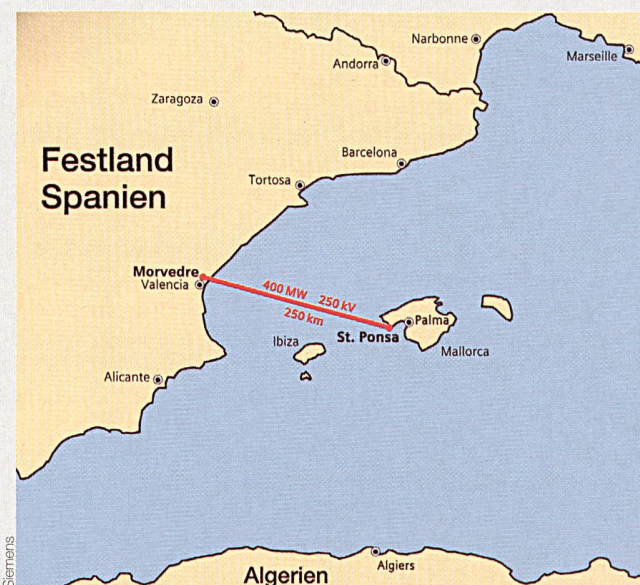 Narbonne
Marseille
Andorra
Zaragoza
Festland
Spanien
Barcelona
Tortosa
Morvedre
Valencia
400 MW 250 kV
250 km
Palma
St. Ponsa
Ibiza
Mallorca
Alicante
Siemens
Algiers
Algerien